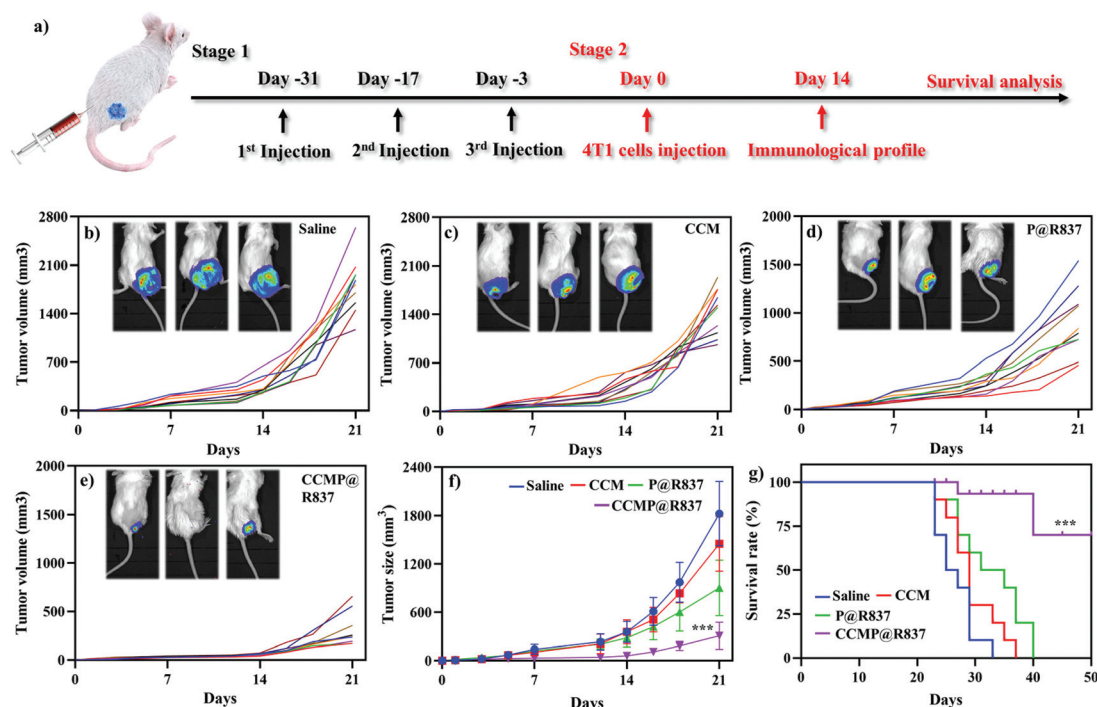 a)
Stage 1
Stage 2
Day -31
Day -17
Day -3
Day 0
Day 14
Survival analysis
1st Injection
2nd Injection
3rd Injection
4T1 cells injection
Immunological profile
b)
Saline
Tumor volume (mm3)
2800
2100
1400
700
0
0
7
14
21
Days
c)
CCM
Tumor volume (mm3)
2800
2100
1400
700
0
0
7
14
21
Days
d)
P@R837
Tumor volume (mm3)
2000
1500
1000
500
0
0
7
14
21
Days
e)
CCMP@
R837
Tumor volume (mm3)
2000
1500
1000
500
0
0
7
14
21
Days
f)
Saline
CCM
P@R837
CCMP@R837
Tumor size (mm3)
2400
1800
1200
600
0
***
0
7
14
21
Days
g)
Survival rate (%)
100
75
50
25
0
***
Saline
CCM
P@R837
CCMP@R837
0
10
20
30
40
50
Days